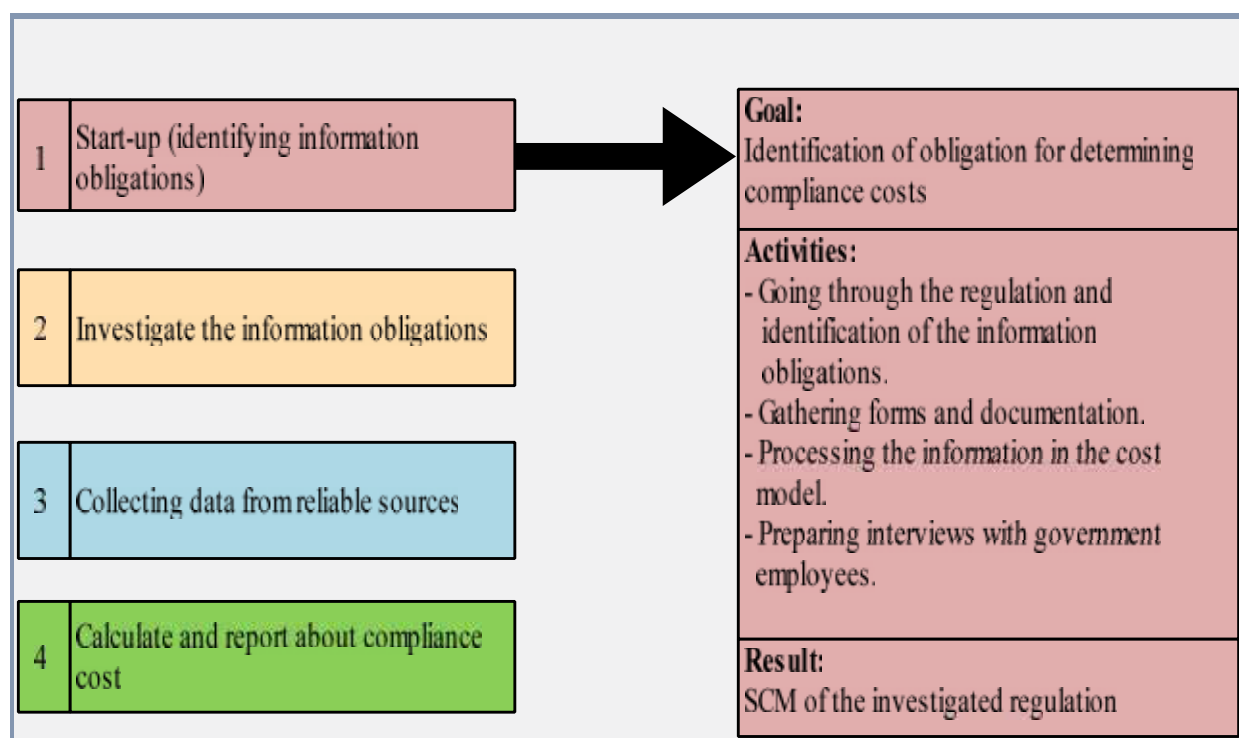 1
Start-up (identifying information
obligations)
2
Investigate the information obligations
3
Collecting data from reliable sources
4
Calculate and report about compliance
cost
Goal:
Identification of obligation for determining
compliance costs
Activities:
- Going through the regulation and
identification of the information
obligations.
- Gathering forms and documentation.
- Processing the information in the cost
model.
- Preparing interviews with government
employees.
Result:
SCM of the investigated regulation